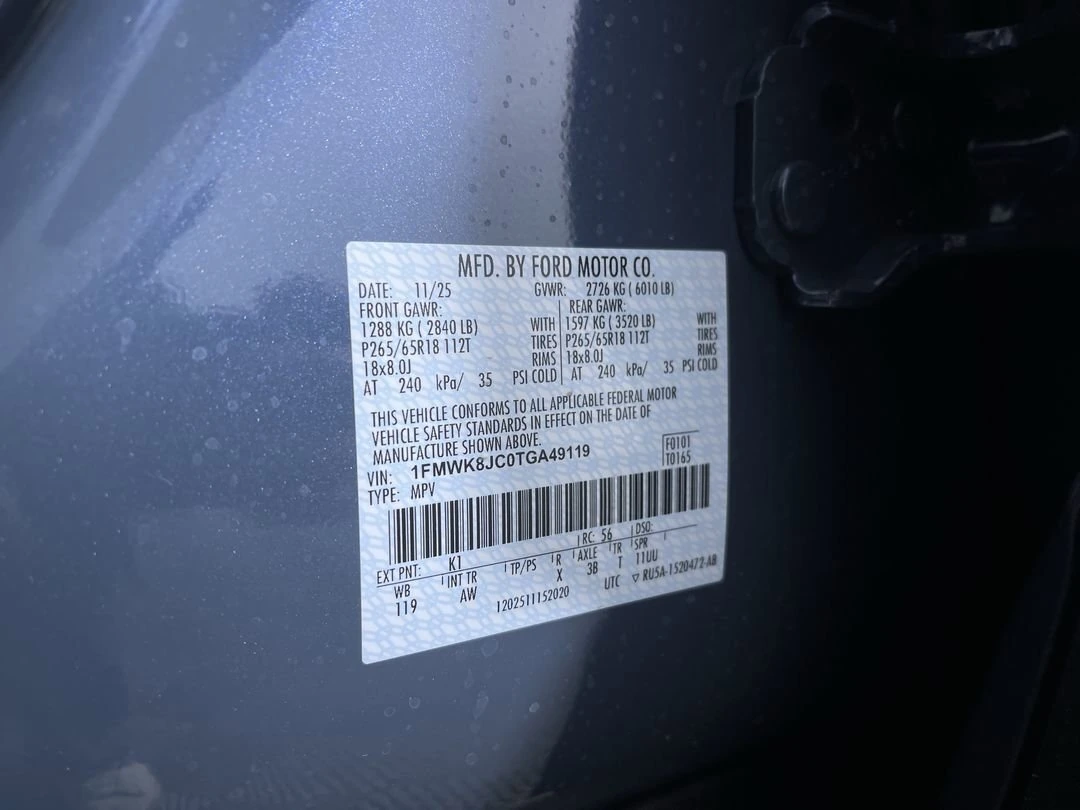 MFD. BY FORD MOTOR CO.
DATE: 11/25 GVWR: 2726 KG ( 6010 LB)
FRONT GAWR: REAR GAWR:
1288 KG ( 2840 LB) WITH 1597 KG ( 3520 LB) WITH
P265/65R18 112T TIRES P265/65R18 112T TIRES
18x8.0J RIMS 18x8.0J RIMS
AT 240 kPa/ 35 PSI COLD AT 240 kPa/ 35 PSI COLD
THIS VEHICLE CONFORMS TO ALL APPLICABLE FEDERAL MOTOR
VEHICLE SAFETY STANDARDS IN EFFECT ON THE DATE OF
MANUFACTURE SHOWN ABOVE.
VIN: 1FMWK8JC0TGA49119
F0101
T0165
TYPE: MPV
EXT PNT: K1 RC: 56 DSO:
WB INT TR TP/PS R AXLE TR SPR
119 AW X 3B T 11UU
1202511152020 UTC ▽ RU5A-1520472-AB